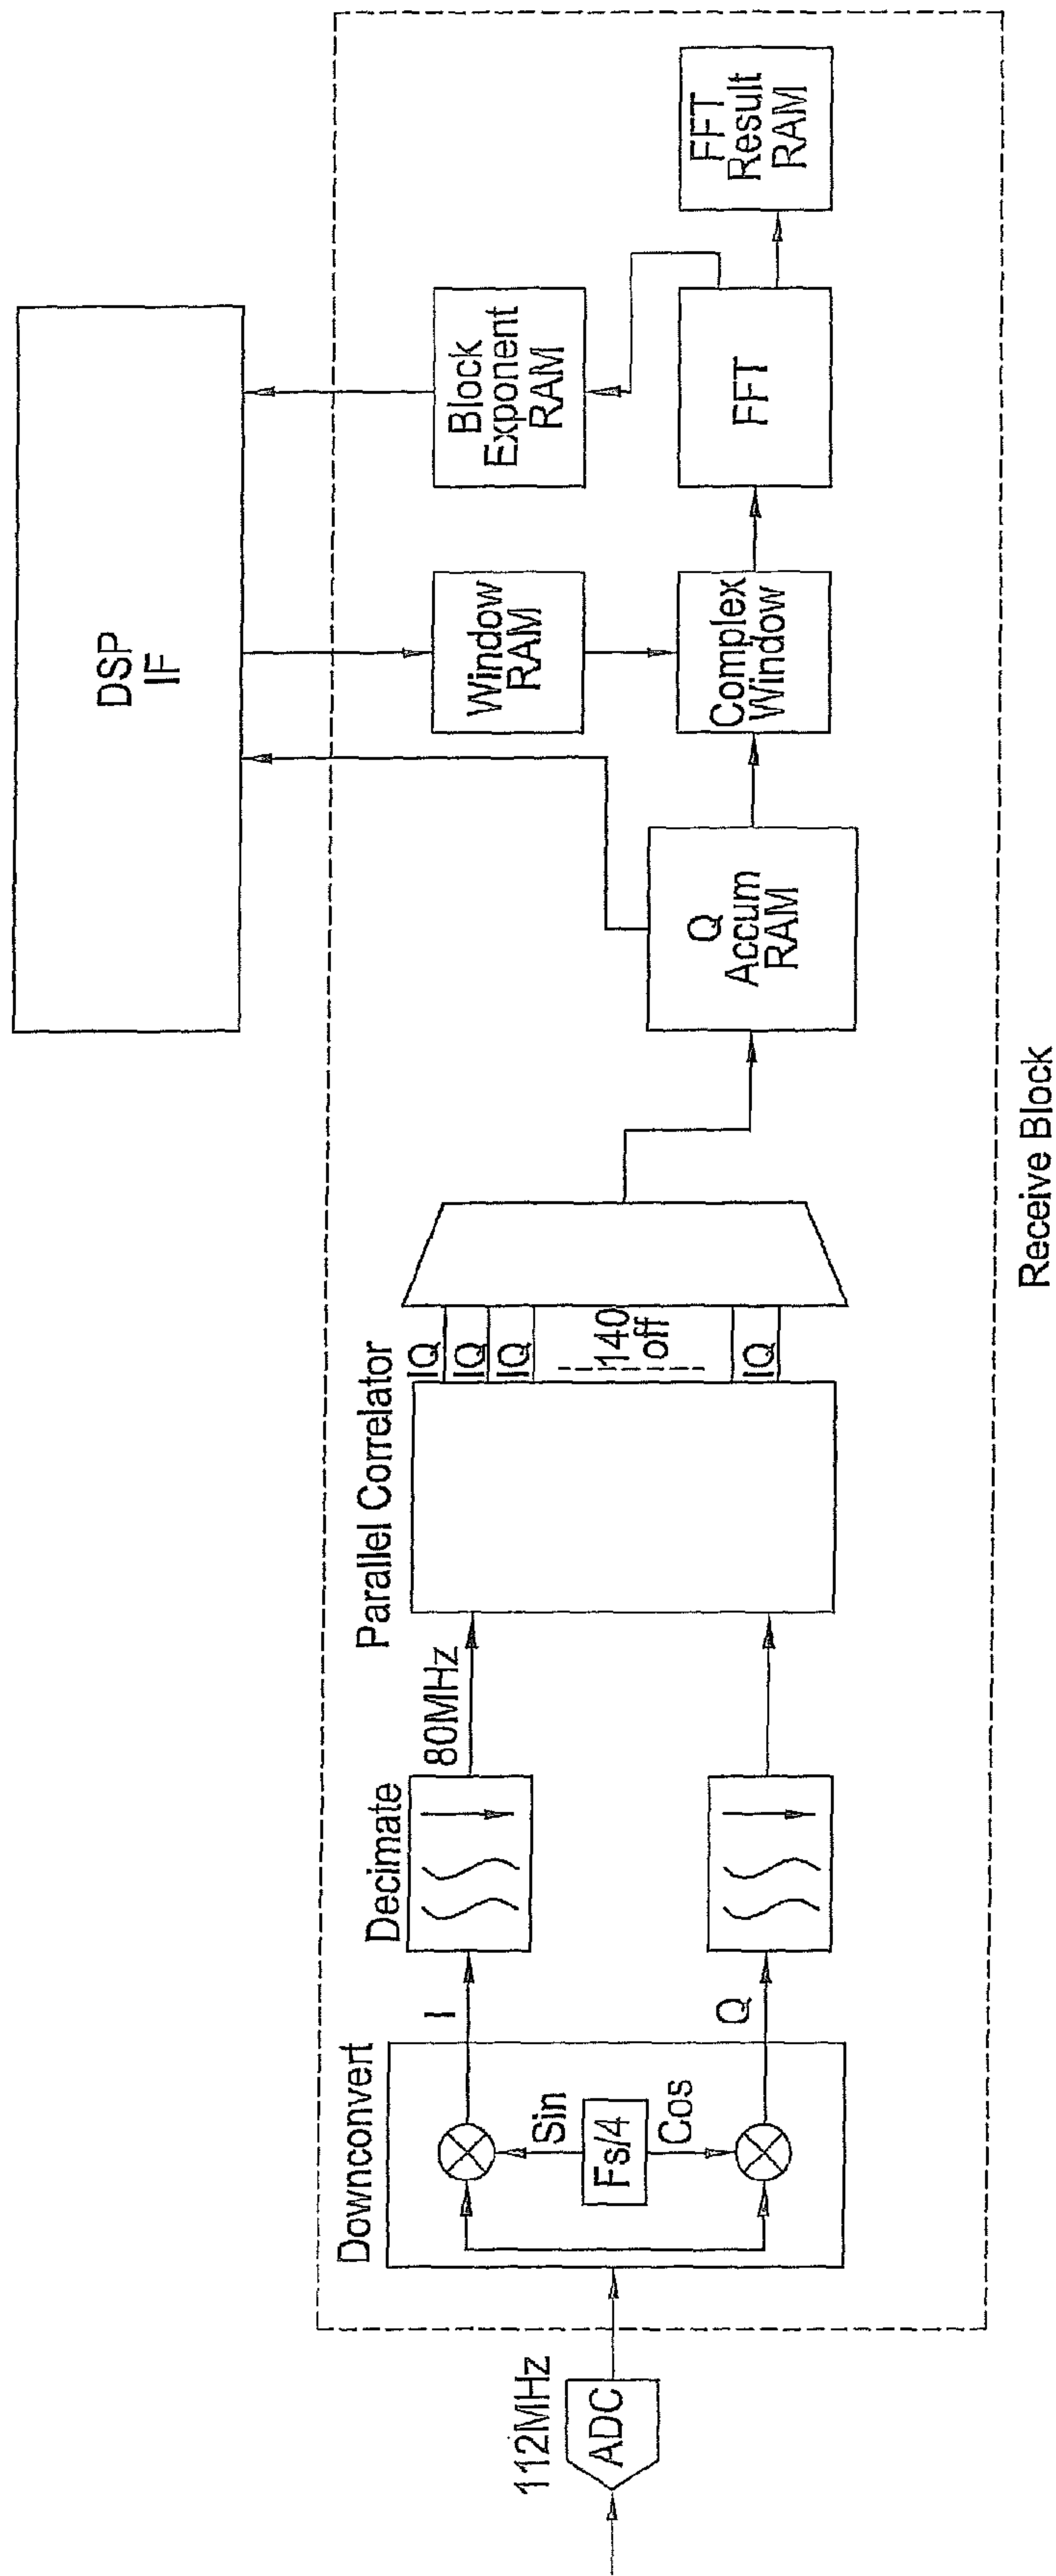 DSP
IF
112MHz
ADC
Downconvert
Sin
Fs/4
Cos
I
Q
Decimate
80MHz
Parallel Correlator
IQ
IQ
IQ
140
off
IQ
Q
Accum
RAM
Window
RAM
Complex
Window
Block
Exponent
RAM
FFT
FFT
Result
RAM
Receive Block